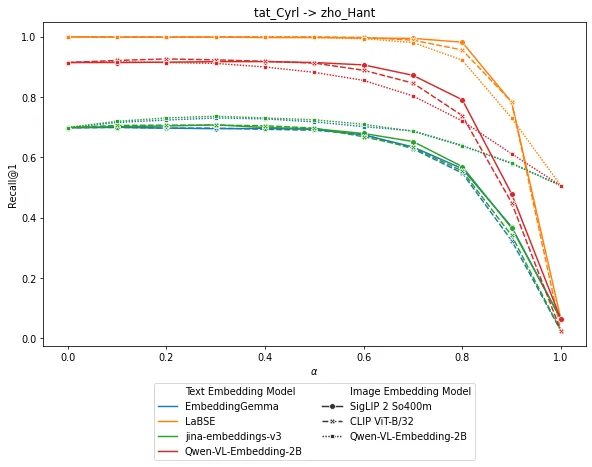 tat_Cyrl -> zho_Hant
Recall@1
1.0
0.8
0.6
0.4
0.2
0.0
0.0 0.2 0.4 0.6 0.8 1.0
α
Text Embedding Model Image Embedding Model
EmbeddingGemma SigLIP 2 So400m
LaBSE CLIP ViT-B/32
jina-embeddings-v3 Qwen-VL-Embedding-2B
Qwen-VL-Embedding-2B